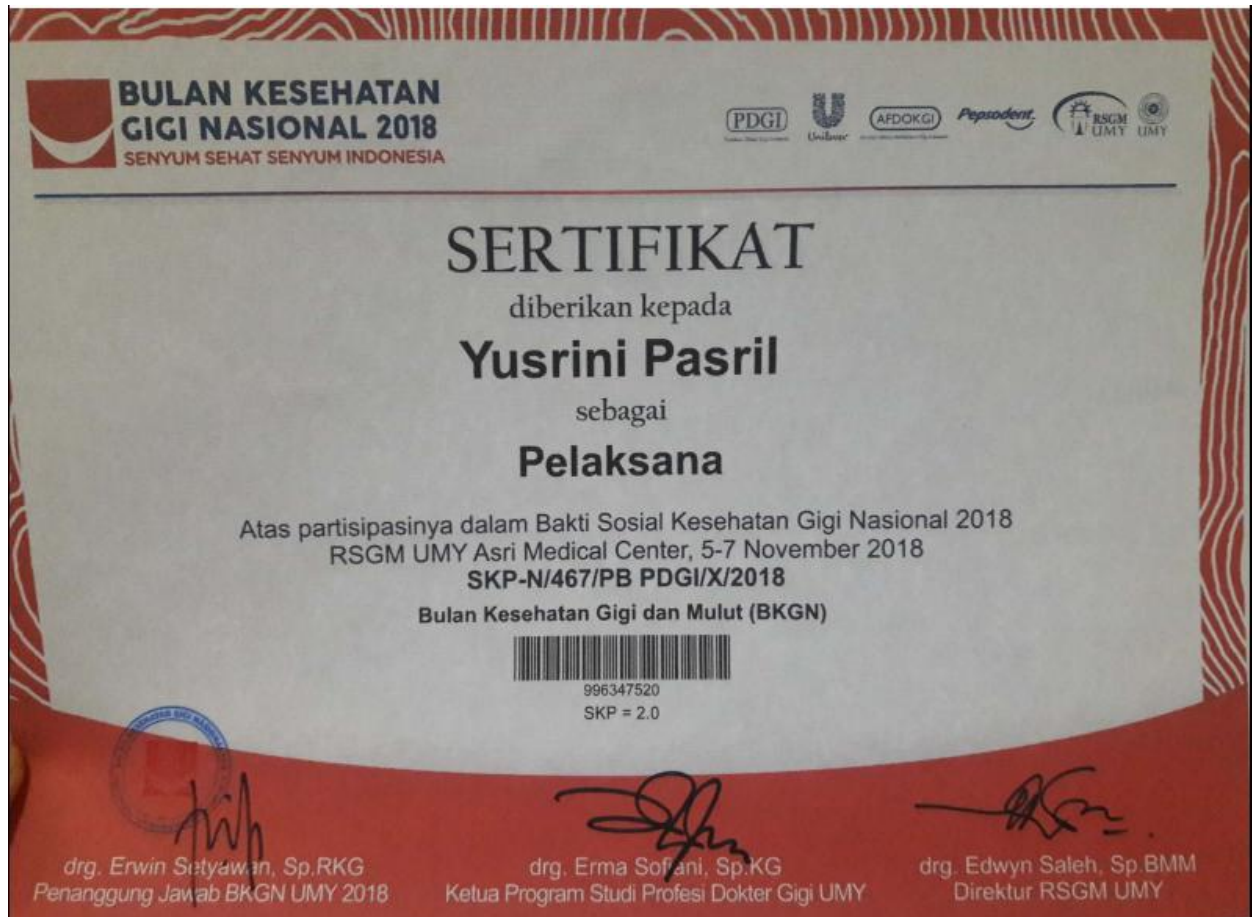 BULAN KESEHATAN
GIGI NASIONAL 2018
SENYUM SEHAT SENYUM INDONESIA
PDGI
Unilever
AFDOKGI
Pepsodent
RSGM
UMY
UMY
SERTIFIKAT
diberikan kepada
Yusrini Pasril
sebagai
Pelaksana
Atas partisipasinya dalam Bakti Sosial Kesehatan Gigi Nasional 2018
RSGM UMY Asri Medical Center, 5-7 November 2018
SKP-N/467/PB PDGI/X/2018
Bulan Kesehatan Gigi dan Mulut (BKGN)
996347520
SKP = 2.0
drg. Erwin Setyawan, Sp.RKG
Penanggung Jawab BKGN UMY 2018
drg. Erma Sofiani, Sp.KG
Ketua Program Studi Profesi Dokter Gigi UMY
drg. Edwyn Saleh, Sp.BMM
Direktur RSGM UMY